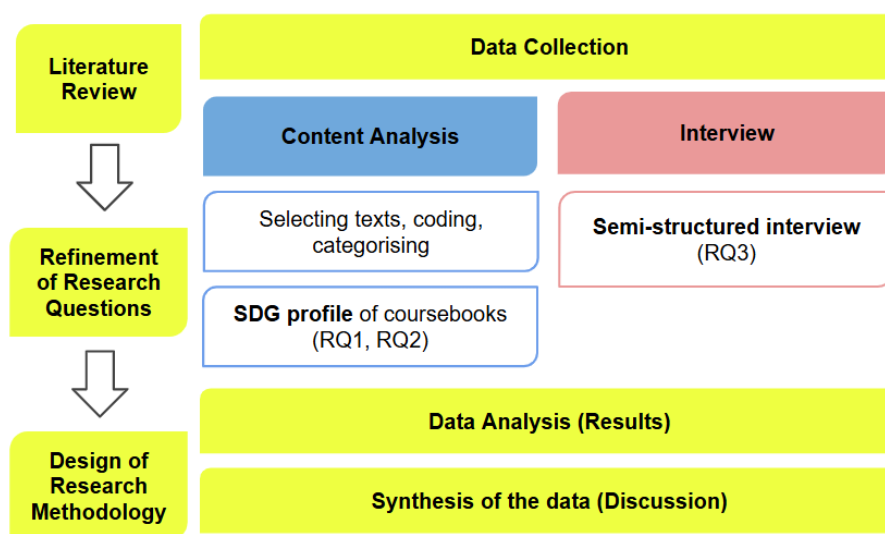 Literature
Review
Refinement
of Research
Questions
Design of
Research
Methodology
Data Collection
Content Analysis
Selecting texts, coding,
categorising
SDG profile of coursebooks
(RQ1, RQ2)
Interview
Semi-structured interview
(RQ3)
Data Analysis (Results)
Synthesis of the data (Discussion)